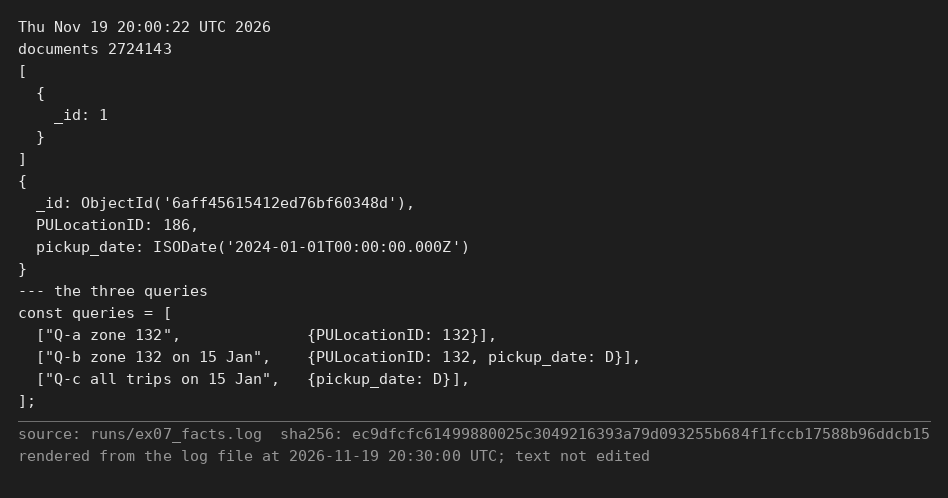 Thu Nov 19 20:00:22 UTC 2026
documents 2724143
[
  {
    _id: 1
  }
]
{
  _id: ObjectId('6aff45615412ed76bf60348d'),
  PULocationID: 186,
  pickup_date: ISODate('2024-01-01T00:00:00.000Z')
}
--- the three queries
const queries = [
  ["Q-a zone 132",              {PULocationID: 132}],
  ["Q-b zone 132 on 15 Jan",    {PULocationID: 132, pickup_date: D}],
  ["Q-c all trips on 15 Jan",   {pickup_date: D}],
];
source: runs/ex07_facts.log  sha256: ec9dfcfc61499880025c3049216393a79d093255b684f1fccb17588b96ddcb15
rendered from the log file at 2026-11-19 20:30:00 UTC; text not edited